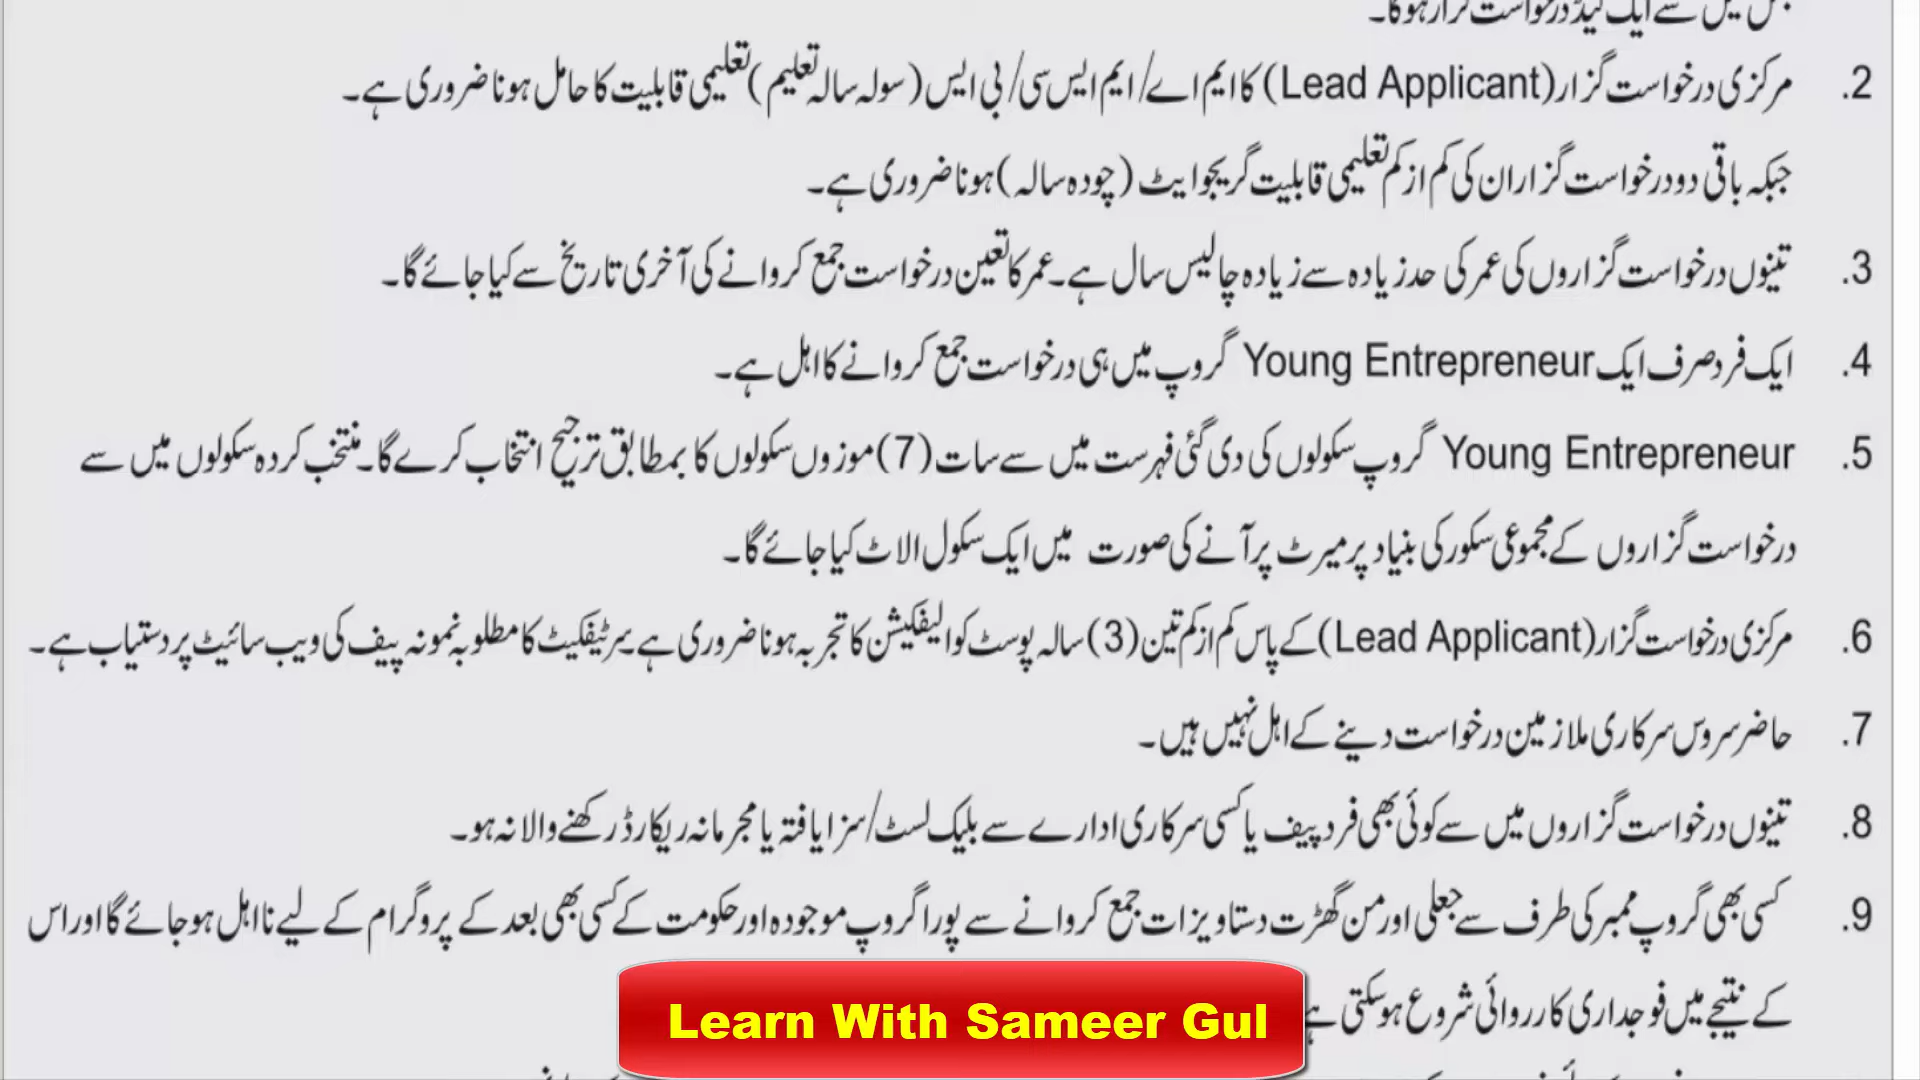 جس میں سے ایک لیڈ درخواست گزار ہوگا۔
2. مرکزی درخواست گزار (Lead Applicant) کا ایم اے/ایم ایس سی/بی ایس (سولہ سالہ تعلیم) تعلیمی قابلیت کا حامل ہونا ضروری ہے۔
جبکہ باقی دو درخواست گزاران کی کم از کم تعلیمی قابلیت گریجوایٹ (چودہ سالہ) ہونا ضروری ہے۔
3. تینوں درخواست گزاروں کی عمر کی حد زیادہ سے زیادہ چالیس سال ہے۔ عمر کا تعین درخواست جمع کروانے کی آخری تاریخ سے کیا جائے گا۔
4. ایک فرد صرف ایک Young Entrepreneur گروپ میں ہی درخواست جمع کروانے کا اہل ہے۔
5. Young Entrepreneur گروپ سکولوں کی دی گئی فہرست میں سے سات (7) موزوں سکولوں کا بمطابق ترجیح انتخاب کرے گا۔ منتخب کردہ سکولوں میں سے
درخواست گزاروں کے مجموعی سکور کی بنیاد پر میرٹ پر آنے کی صورت میں ایک سکول الاٹ کیا جائے گا۔
6. مرکزی درخواست گزار (Lead Applicant) کے پاس کم از کم تین (3) سالہ پوسٹ کوالیفکیشن کا تجربہ ہونا ضروری ہے۔ سرٹیفکیٹ کا مطلوبہ نمونہ پیف کی ویب سائیٹ پر دستیاب ہے۔
7. حاضر سروس سرکاری ملازمین درخواست دینے کے اہل نہیں ہیں۔
8. تینوں درخواست گزاروں میں سے کوئی بھی فرد پیف یا کسی سرکاری ادارے سے بلیک لسٹ/سزا یافتہ یا مجرمانہ ریکارڈ رکھنے والا نہ ہو۔
9. کسی بھی گروپ ممبر کی طرف سے جعلی اور من گھڑت دستاویزات جمع کروانے سے پورا گروپ موجودہ اور حکومت کے کسی بھی بعد کے پروگرام کے لیے نااہل ہو جائے گا اور اس
کے نتیجے میں فوجداری کارروائی شروع ہو سکتی ہے
Learn With Sameer Gul